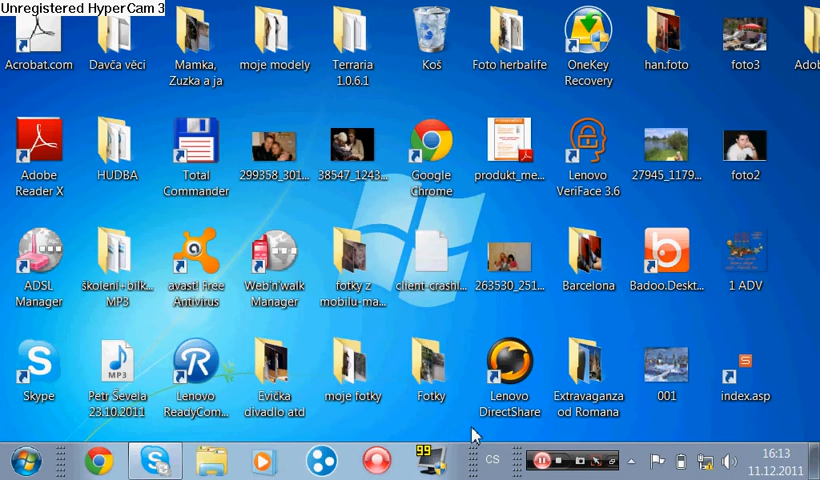 Unregistered HyperCam 3
Acrobat.com
Davča věci
Mamka,
Zuzka a ja
moje modely
Terraria
1.0.6.1
Koš
Foto herbalife
OneKey
Recovery
han.foto
foto3
Adob
Adobe
Reader X
HUDBA
Total
Commander
299358_301...
38547_1243...
Google
Chrome
produkt_me...
Lenovo
VeriFace 3.6
27945_1179...
foto2
ADSL
Manager
školení+bilk...
MP3
avast! Free
Antivirus
Web'n'walk
Manager
fotky z
mobilu-ma...
client-crashl...
263530_251...
Barcelona
Badoo.Deskt...
1 ADV
Skype
MP3
Petr Ševela
23.10.2011
R
Lenovo
ReadyCom...
Evička
divadlo atd
moje fotky
Fotky
Lenovo
DirectShare
Extravaganza
od Romana
001
index.asp
99
CS
16:13
11.12.2011